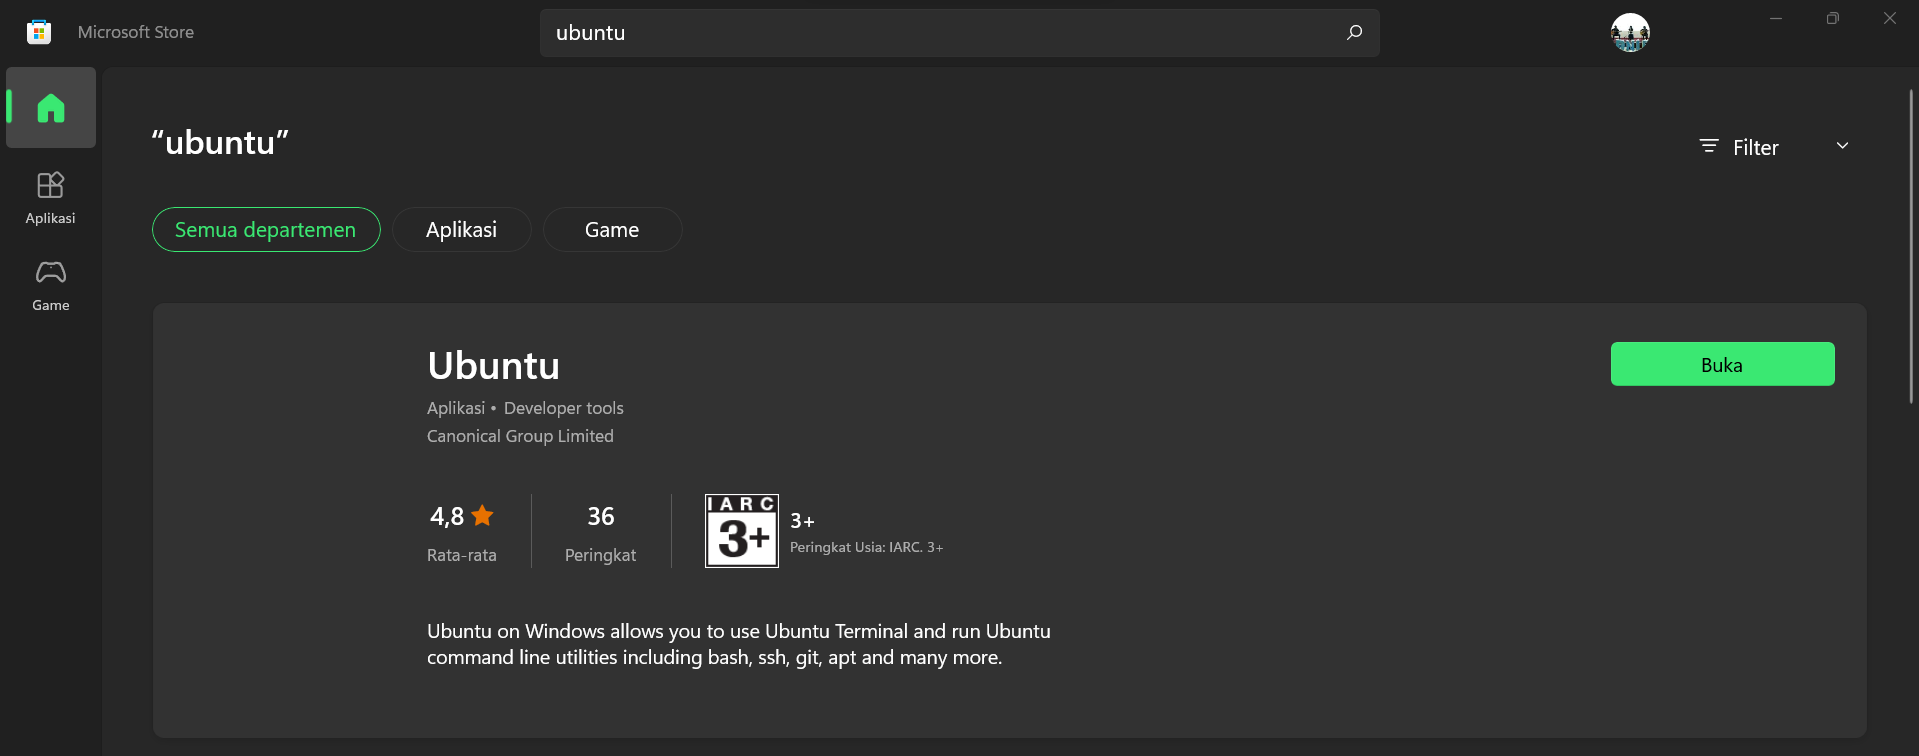 Microsoft Store
ubuntu
“ubuntu”
Filter
Semua departemen
Aplikasi
Game
Aplikasi
Game
Ubuntu
Buka
Aplikasi • Developer tools
Canonical Group Limited
4,8
Rata-rata
36
Peringkat
IARC
3+
3+
Peringkat Usia: IARC. 3+
Ubuntu on Windows allows you to use Ubuntu Terminal and run Ubuntu
command line utilities including bash, ssh, git, apt and many more.